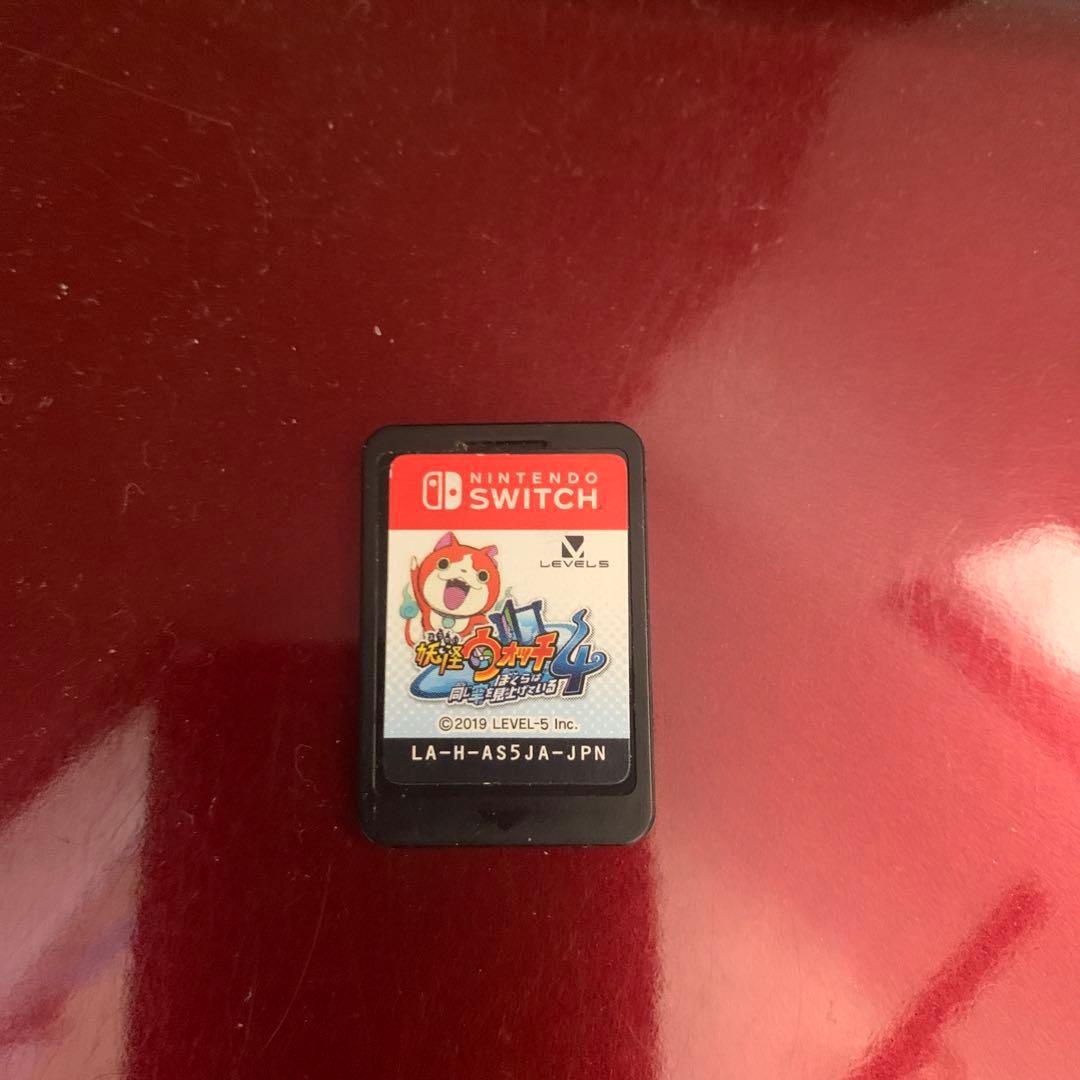 NINTENDO
SWITCH
LEVEL5
妖怪ウォッチ4
ぼくらは
同じ空を見上げている
©2019 LEVEL-5 Inc.
LA-H-AS5JA-JPN